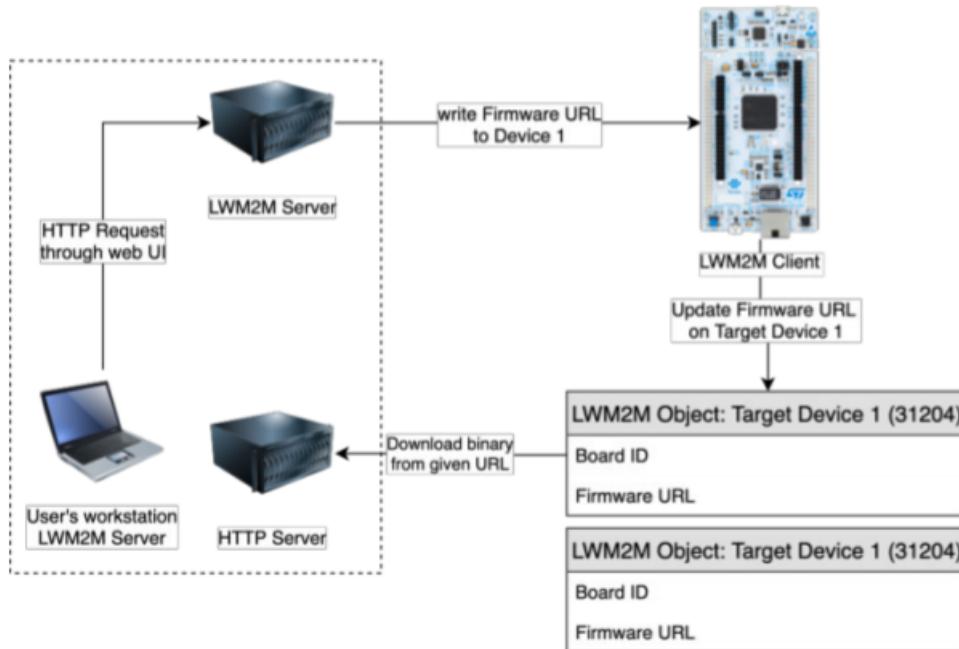 write Firmware URL
to Device 1
LWM2M Server
HTTP Request
through web UI
LWM2M Client
Update Firmware URL
on Target Device 1
LWM2M Object: Target Device 1 (31204)
Board ID
Firmware URL
Download binary
from given URL
User's workstation
LWM2M Server
HTTP Server
LWM2M Object: Target Device 1 (31204)
Board ID
Firmware URL